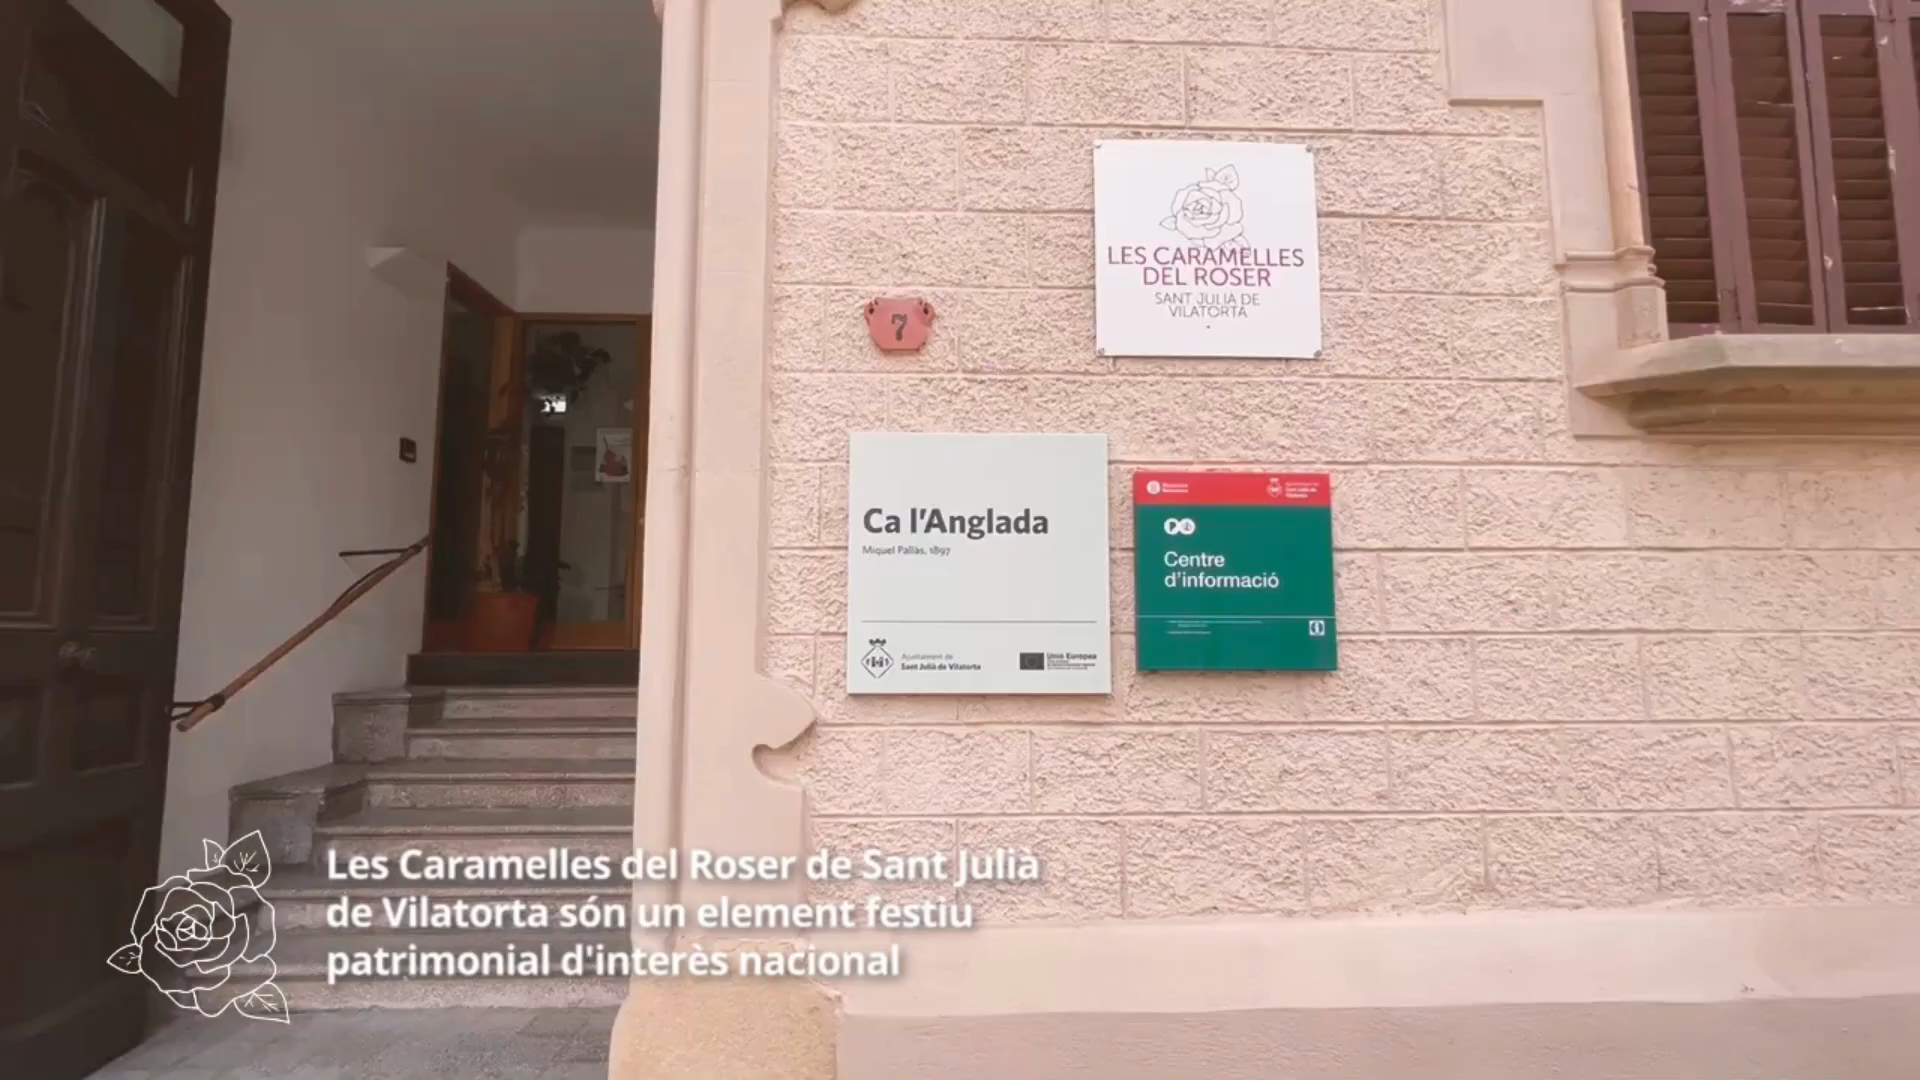 LES CARAMELLES
DEL ROSER
SANT JULIÀ DE
VILATORTA
7
Ca l'Anglada
Miquel Pallàs, 1897
Ajuntament de
Sant Julià de Vilatorta
Unió Europea
Centre
d'informació
Les Caramelles del Roser de Sant Julià
de Vilatorta són un element festiu
patrimonial d'interès nacional